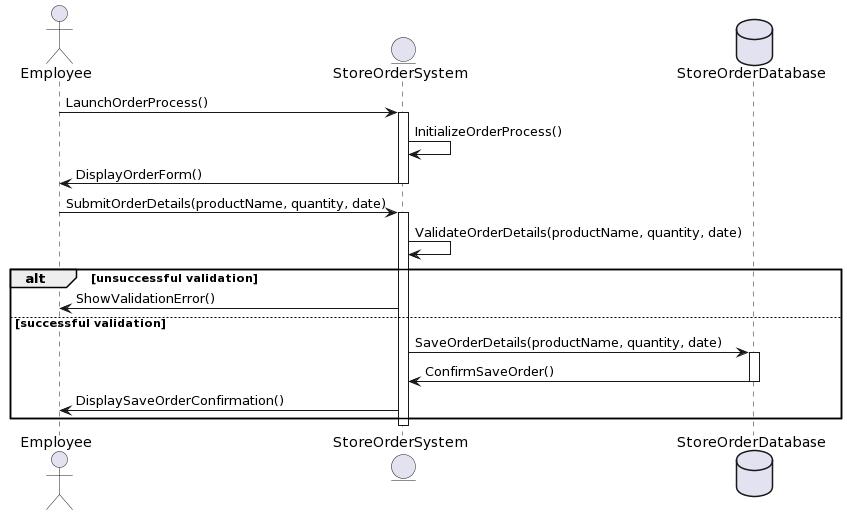 Employee
StoreOrderSystem
StoreOrderDatabase
LaunchOrderProcess()
InitializeOrderProcess()
DisplayOrderForm()
SubmitOrderDetails(productName, quantity, date)
ValidateOrderDetails(productName, quantity, date)
alt [unsuccessful validation]
ShowValidationError()
[successful validation]
SaveOrderDetails(productName, quantity, date)
ConfirmSaveOrder()
DisplaySaveOrderConfirmation()
Employee
StoreOrderSystem
StoreOrderDatabase